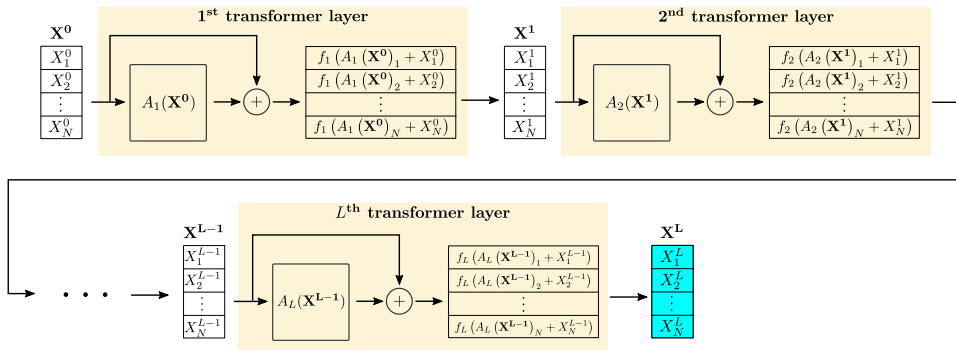 1st transformer layer
X⁰
X₁⁰
X₂⁰
⋮
X_N⁰
A₁(X⁰)
+
f₁ (A₁ (X⁰)₁ + X₁⁰)
f₁ (A₁ (X⁰)₂ + X₂⁰)
⋮
f₁ (A₁ (X⁰)_N + X_N⁰)
2nd transformer layer
X¹
X₁¹
X₂¹
⋮
X_N¹
A₂(X¹)
+
f₂ (A₂ (X¹)₁ + X₁¹)
f₂ (A₂ (X¹)₂ + X₂¹)
⋮
f₂ (A₂ (X¹)_N + X_N¹)
. . .
Lth transformer layer
X^{L−1}
X₁^{L−1}
X₂^{L−1}
⋮
X_N^{L−1}
A_L(X^{L−1})
+
f_L (A_L (X^{L−1})₁ + X₁^{L−1})
f_L (A_L (X^{L−1})₂ + X₂^{L−1})
⋮
f_L (A_L (X^{L−1})_N + X_N^{L−1})
X^L
X₁^L
X₂^L
⋮
X_N^L